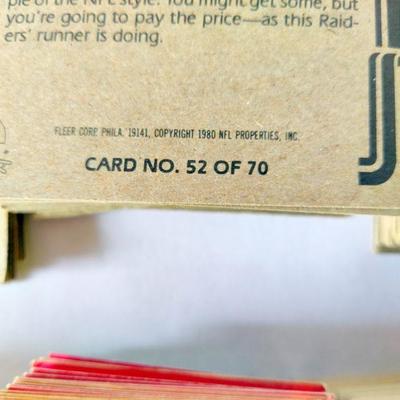 ple of the NFL style. You might get some, but
you're going to pay the price—as this Raid-
ers' runner is doing.
FLEER CORP. PHILA. 19141, COPYRIGHT 1980 NFL PROPERTIES, INC.
CARD NO. 52 OF 70